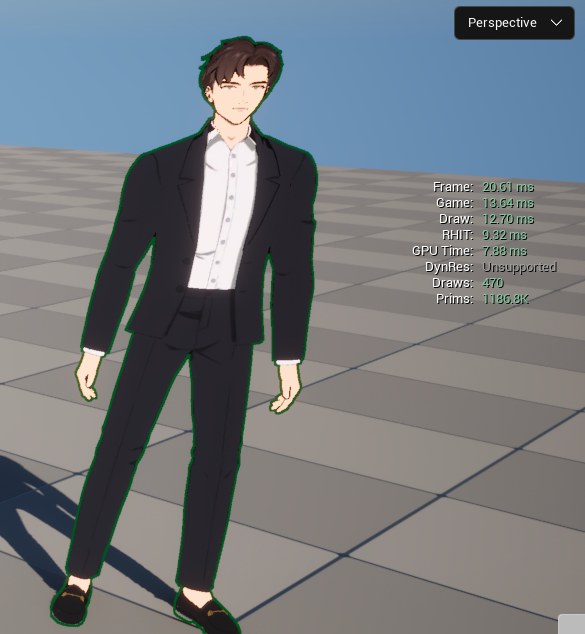 Perspective
Frame: 20.61 ms
Game: 13.64 ms
Draw: 12.70 ms
RHIT: 9.32 ms
GPU Time: 7.88 ms
DynRes: Unsupported
Draws: 470
Prims: 1186.8K